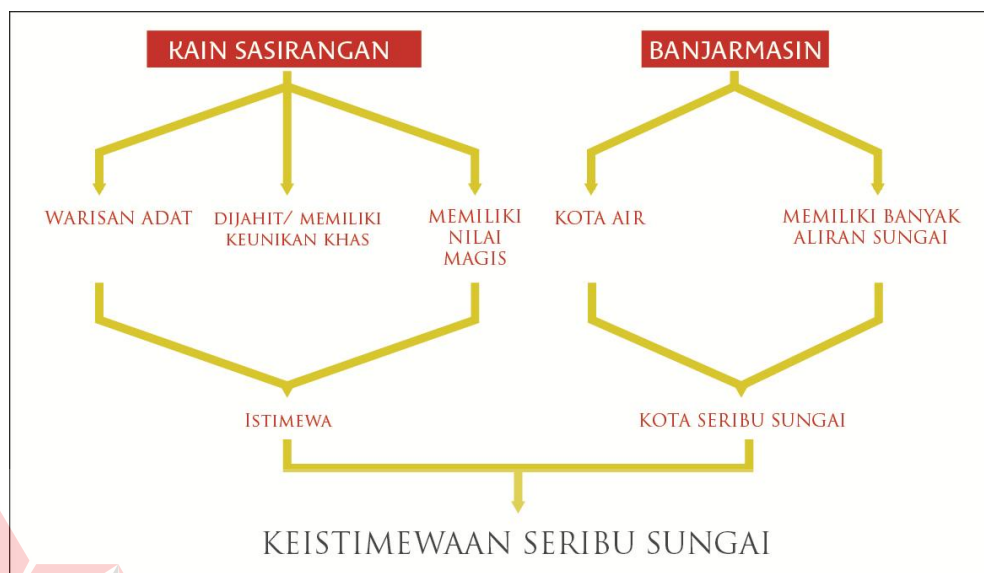 KAIN SASIRANGAN
BANJARMASIN
WARISAN ADAT
DIJAHIT/ MEMILIKI
KEUNIKAN KHAS
MEMILIKI
NILAI
MAGIS
KOTA AIR
MEMILIKI BANYAK
ALIRAN SUNGAI
ISTIMEWA
KOTA SERIBU SUNGAI
KEISTIMEWAAN SERIBU SUNGAI